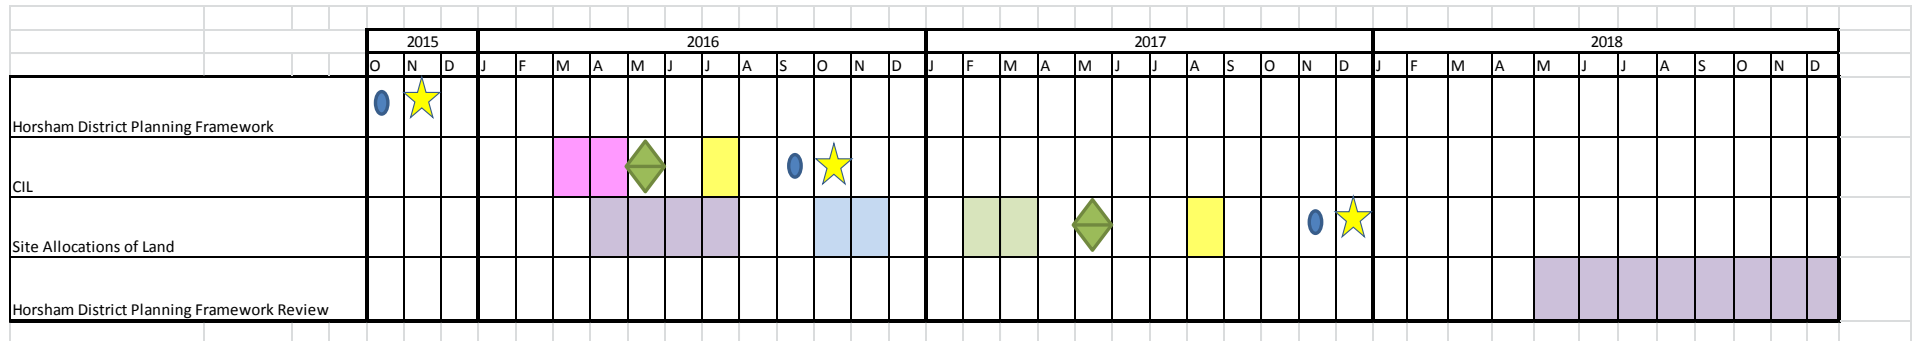 2015 2016 2017 2018
O N D J F M A M J J A S O N D J F M A M J J A S O N D J F M A M J J A S O N D
Horsham District Planning Framework
CIL
Site Allocations of Land
Horsham District Planning Framework Review